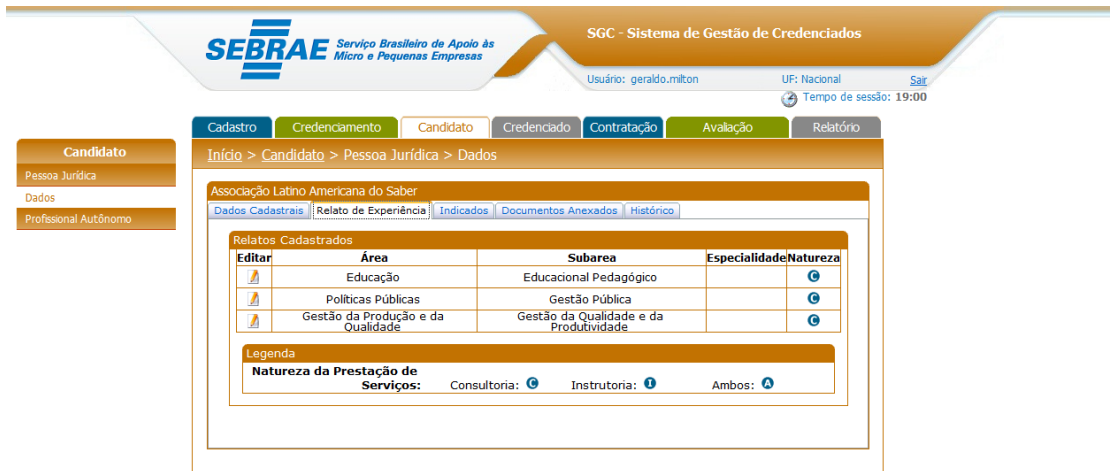 SGC - Sistema de Gestão de Credenciados
SEBRAE Serviço Brasileiro de Apoio às
Micro e Pequenas Empresas
Usuário: geraldo.milton UF: Nacional Sair
Tempo de sessão: 19:00
Cadastro Credenciamento Candidato Credenciado Contratação Avaliação Relatório
Candidato
Pessoa Jurídica
Dados
Profissional Autônomo
Início > Candidato > Pessoa Jurídica > Dados
Associação Latino Americana do Saber
Dados Cadastrais Relato de Experiência Indicados Documentos Anexados Histórico
Relatos Cadastrados
Editar Área Subarea Especialidade Natureza
Educação Educacional Pedagógico C
Políticas Públicas Gestão Pública C
Gestão da Produção e da Qualidade Gestão da Qualidade e da Produtividade C
Legenda
Natureza da Prestação de
Serviços: Consultoria: C Instrutoria: I Ambos: A